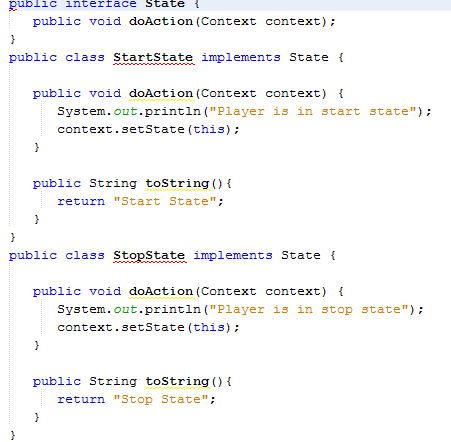 public interface State {
public void doAction(Context context);
}
public class StartState implements State {
public void doAction(Context context) {
System.out.println("Player is in start state");
context.setState(this);
}
public String toString(){
return "Start State";
}
}
public class StopState implements State {
public void doAction(Context context) {
System.out.println("Player is in stop state");
context.setState(this);
}
public String toString(){
return "Stop State";
}
}